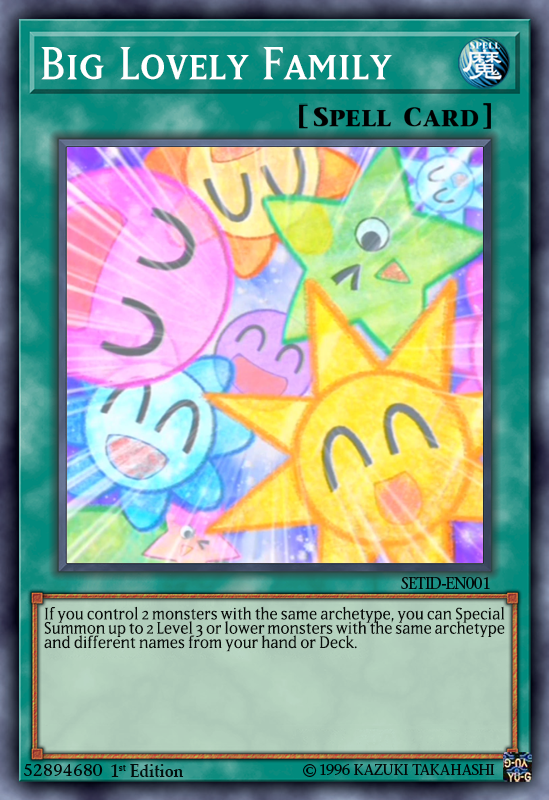 Big Lovely Family
SPELL
魔
[Spell Card]
SETID-EN001
If you control 2 monsters with the same archetype, you can Special
Summon up to 2 Level 3 or lower monsters with the same archetype
and different names from your hand or Deck.
52894680 1st Edition © 1996 KAZUKI TAKAHASHI
YU-G
YU-G